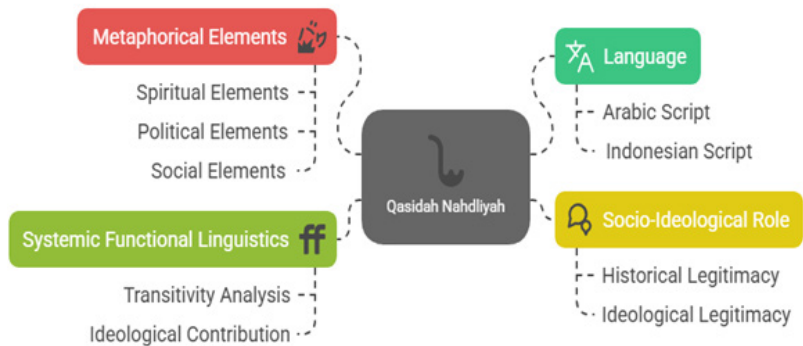 Metaphorical Elements
Spiritual Elements
Political Elements
Social Elements
Systemic Functional Linguistics
Transitivity Analysis
Ideological Contribution
Qasidah Nahdliyah
Language
Arabic Script
Indonesian Script
Socio-Ideological Role
Historical Legitimacy
Ideological Legitimacy